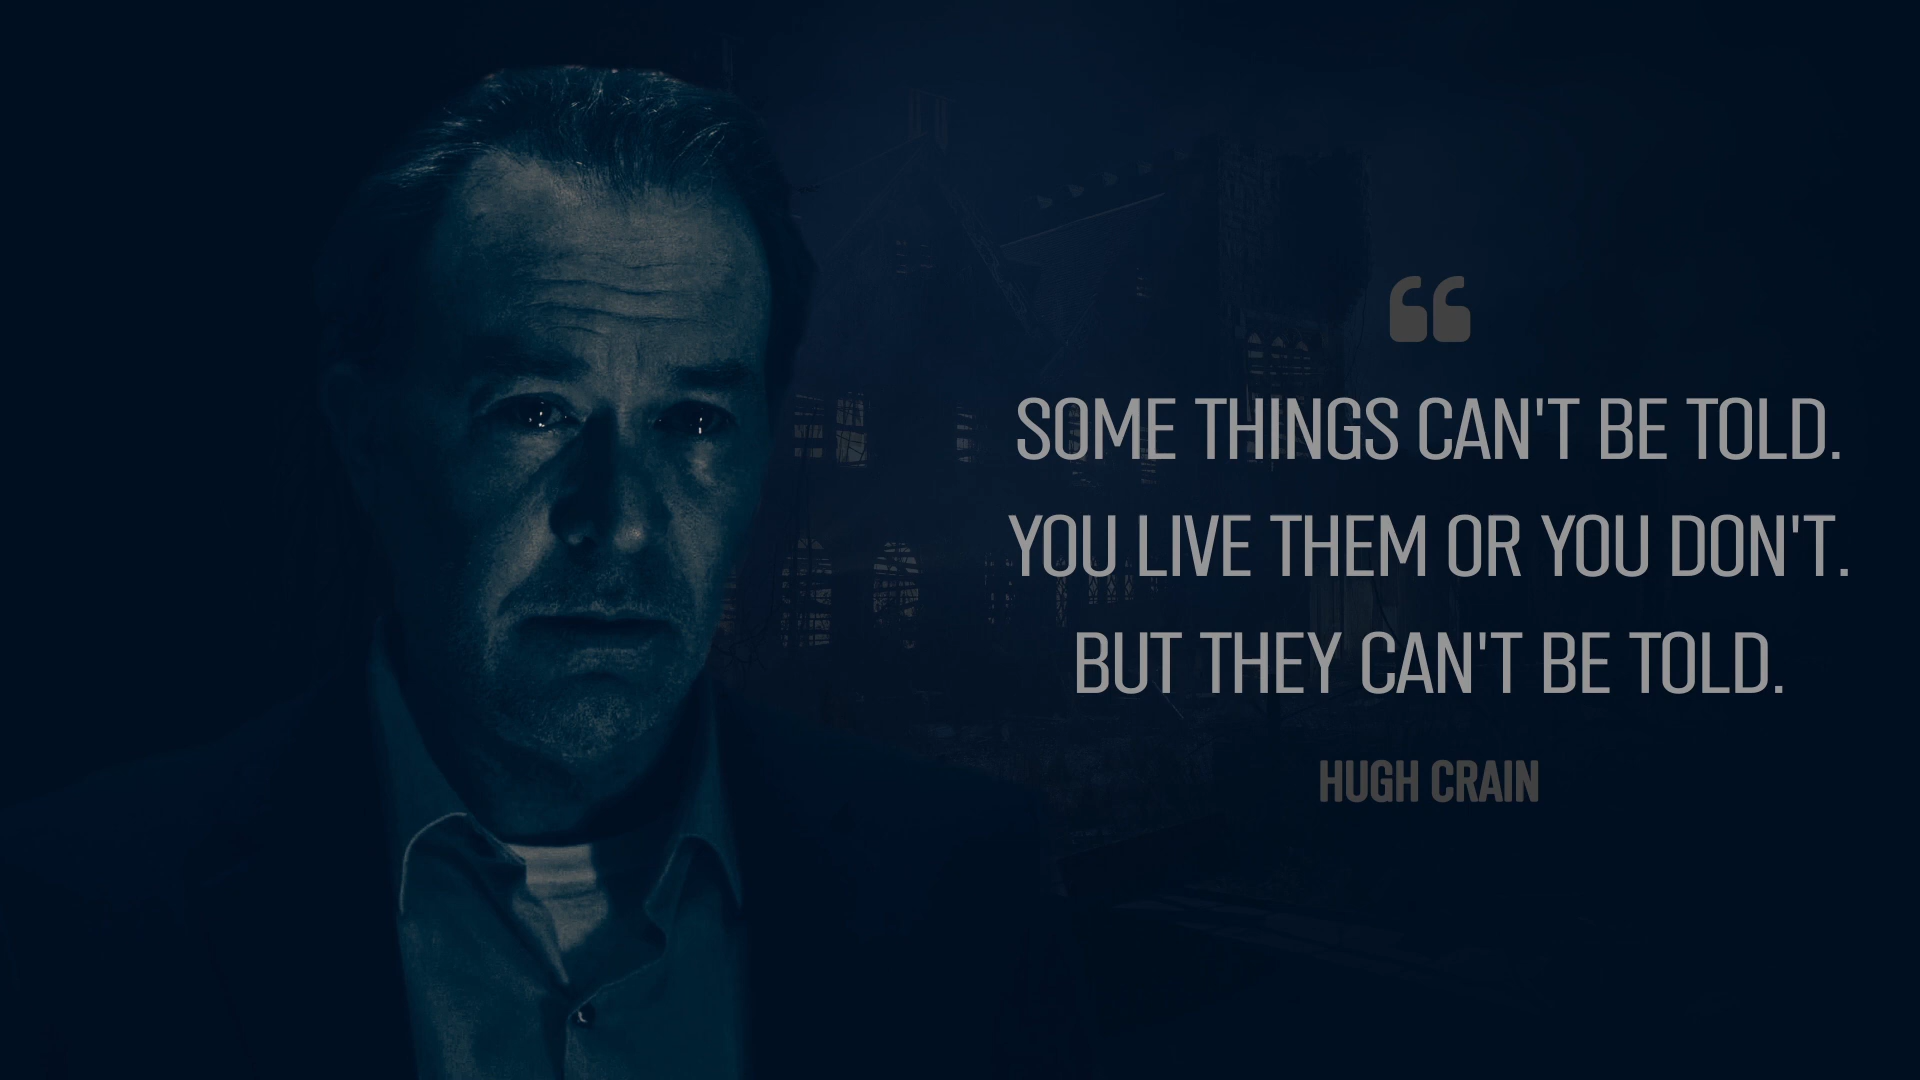 SOME THINGS CAN'T BE TOLD.
YOU LIVE THEM OR YOU DON'T.
BUT THEY CAN'T BE TOLD.
HUGH CRAIN